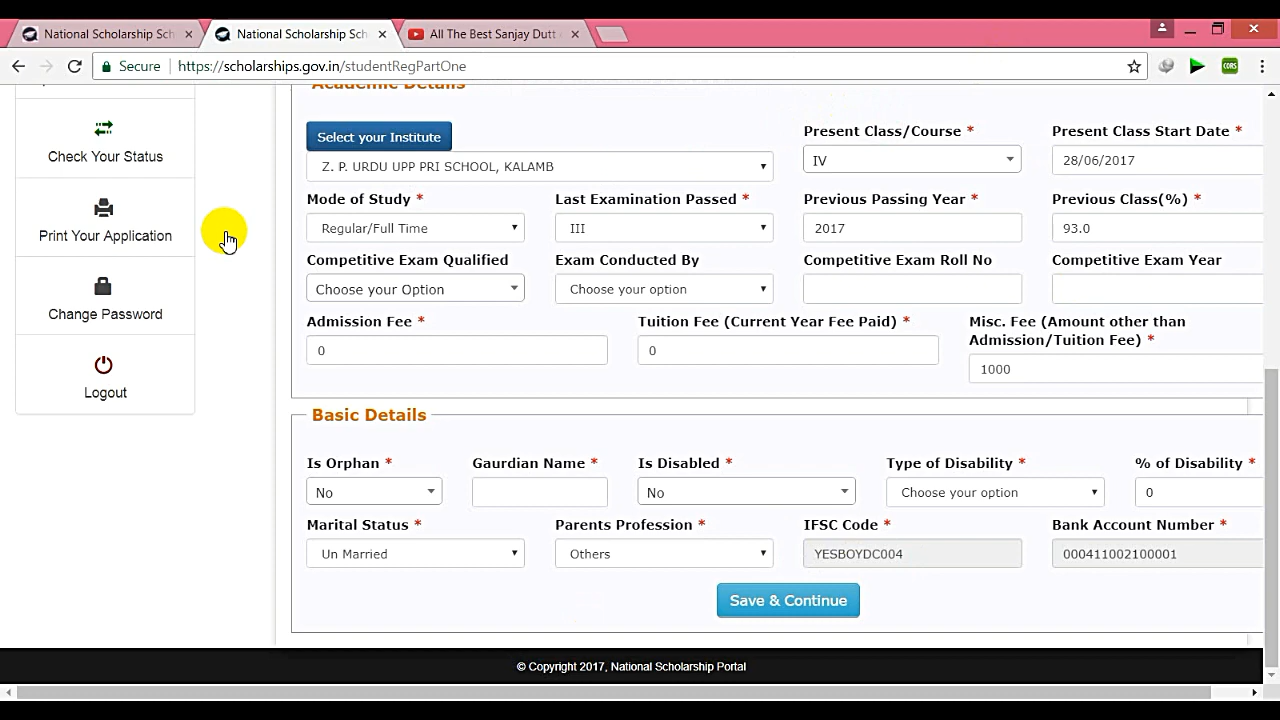 National Scholarship Sch
National Scholarship Sch
All The Best Sanjay Dutt
Secure
https://scholarships.gov.in/studentRegPartOne
CORS
Academic Details
Check Your Status
Print Your Application
Change Password
Logout
Select your Institute
Present Class/Course *
Present Class Start Date *
Z. P. URDU UPP PRI SCHOOL, KALAMB
IV
28/06/2017
Mode of Study *
Last Examination Passed *
Previous Passing Year *
Previous Class(%) *
Regular/Full Time
III
2017
93.0
Competitive Exam Qualified
Exam Conducted By
Competitive Exam Roll No
Competitive Exam Year
Choose your Option
Choose your option
Admission Fee *
Tuition Fee (Current Year Fee Paid) *
Misc. Fee (Amount other than
Admission/Tuition Fee) *
0
0
1000
Basic Details
Is Orphan *
Gaurdian Name *
Is Disabled *
Type of Disability *
% of Disability *
No
No
Choose your option
0
Marital Status *
Parents Profession *
IFSC Code *
Bank Account Number *
Un Married
Others
YESBOYDC004
000411002100001
Save & Continue
© Copyright 2017, National Scholarship Portal